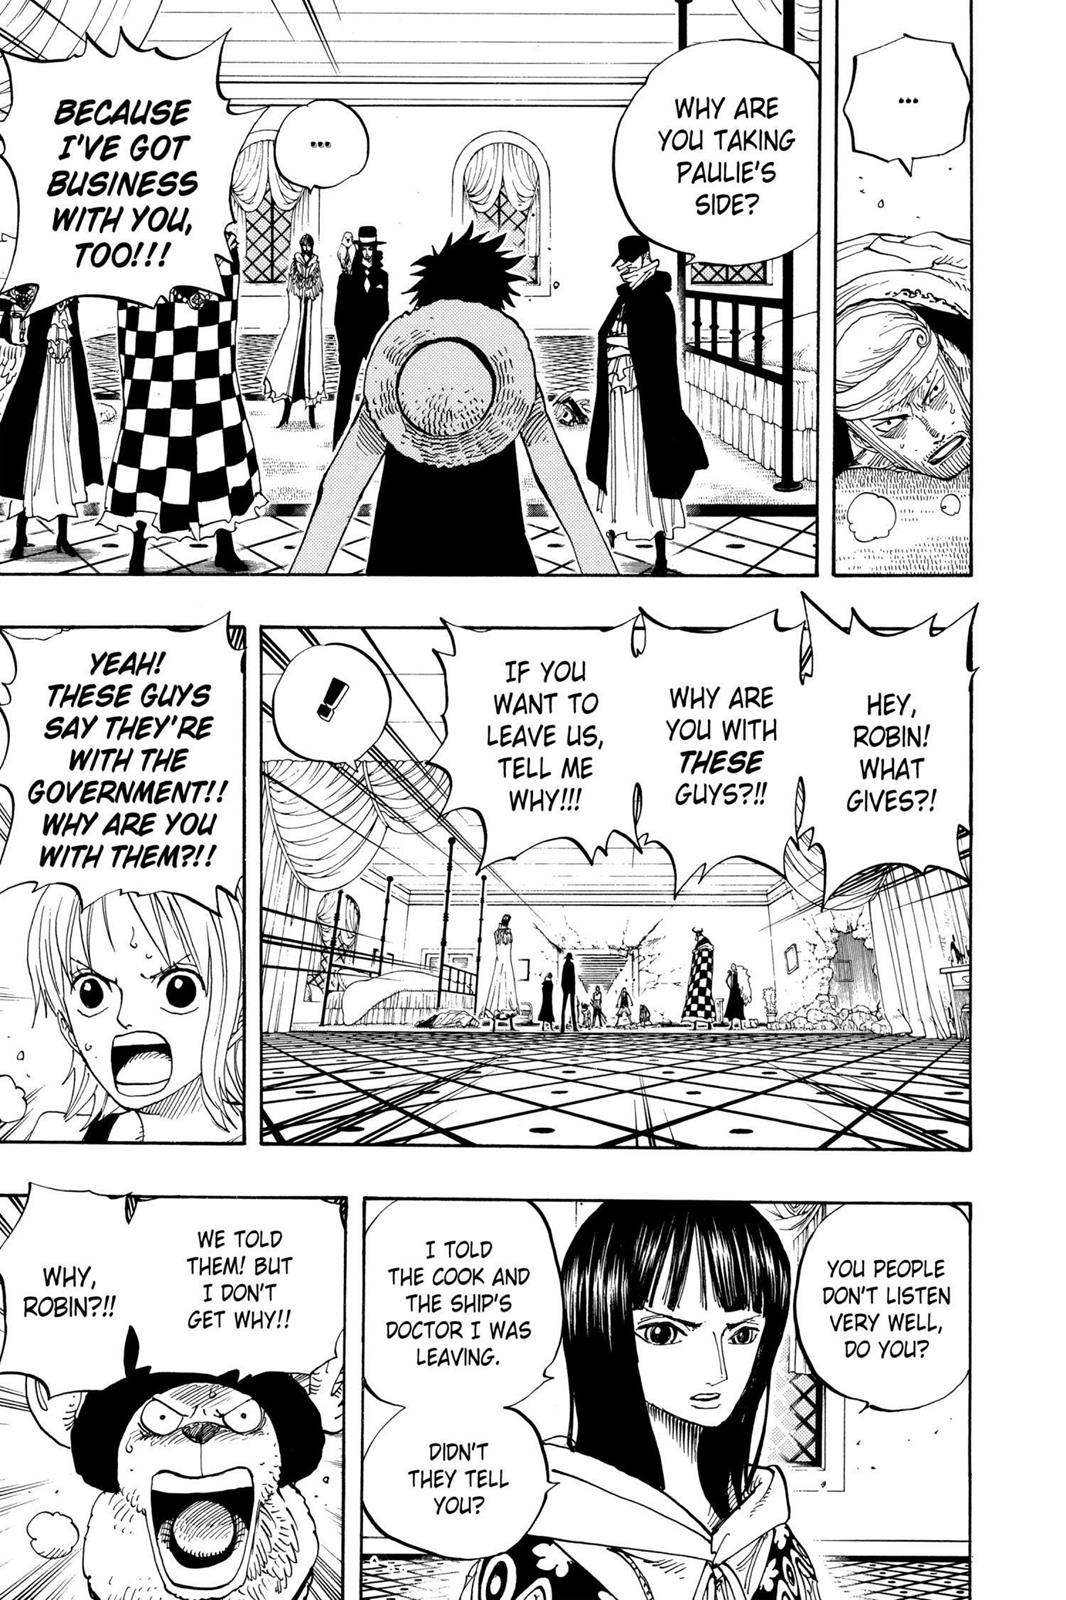 ...
WHY ARE
YOU TAKING
PAULIE'S
SIDE?
...
BECAUSE
I'VE GOT
BUSINESS
WITH YOU,
TOO!!!
HEY,
ROBIN!
WHAT
GIVES?!
WHY ARE
YOU WITH
THESE
GUYS?!!
IF YOU
WANT TO
LEAVE US,
TELL ME
WHY!!!
!
YEAH!
THESE GUYS
SAY THEY'RE
WITH THE
GOVERNMENT!!
WHY ARE YOU
WITH THEM?!!
YOU PEOPLE
DON'T LISTEN
VERY WELL,
DO YOU?
I TOLD
THE COOK AND
THE SHIP'S
DOCTOR I WAS
LEAVING.
DIDN'T
THEY TELL
YOU?
WE TOLD
THEM! BUT
I DON'T
GET WHY!!
WHY,
ROBIN?!!